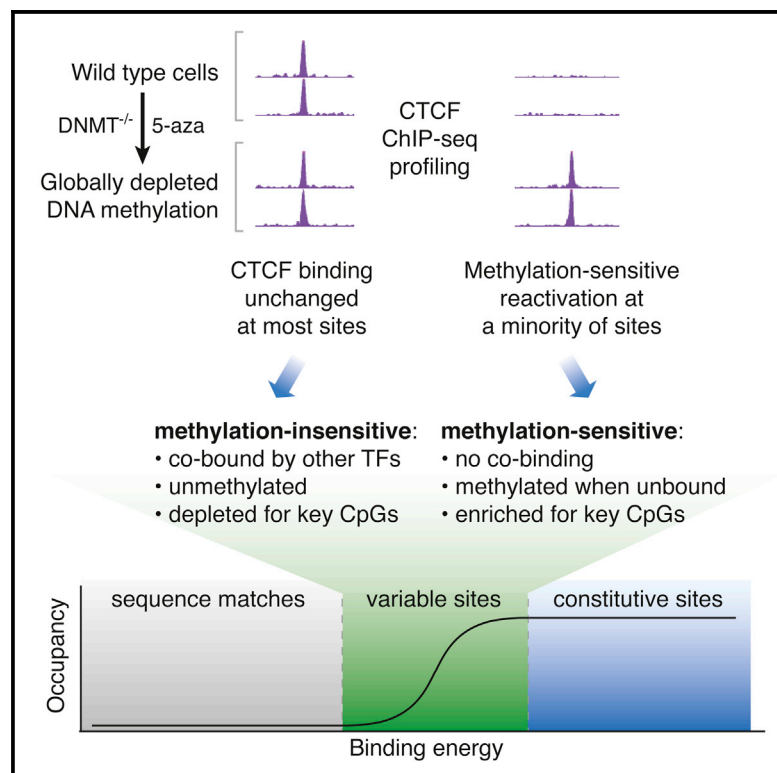 Wild type cells
DNMT-/- 5-aza
Globally depleted
DNA methylation
CTCF
ChIP-seq
profiling
CTCF binding
unchanged
at most sites
Methylation-sensitive
reactivation at
a minority of sites
methylation-insensitive:
• co-bound by other TFs
• unmethylated
• depleted for key CpGs
methylation-sensitive:
• no co-binding
• methylated when unbound
• enriched for key CpGs
sequence matches
variable sites
constitutive sites
Occupancy
Binding energy